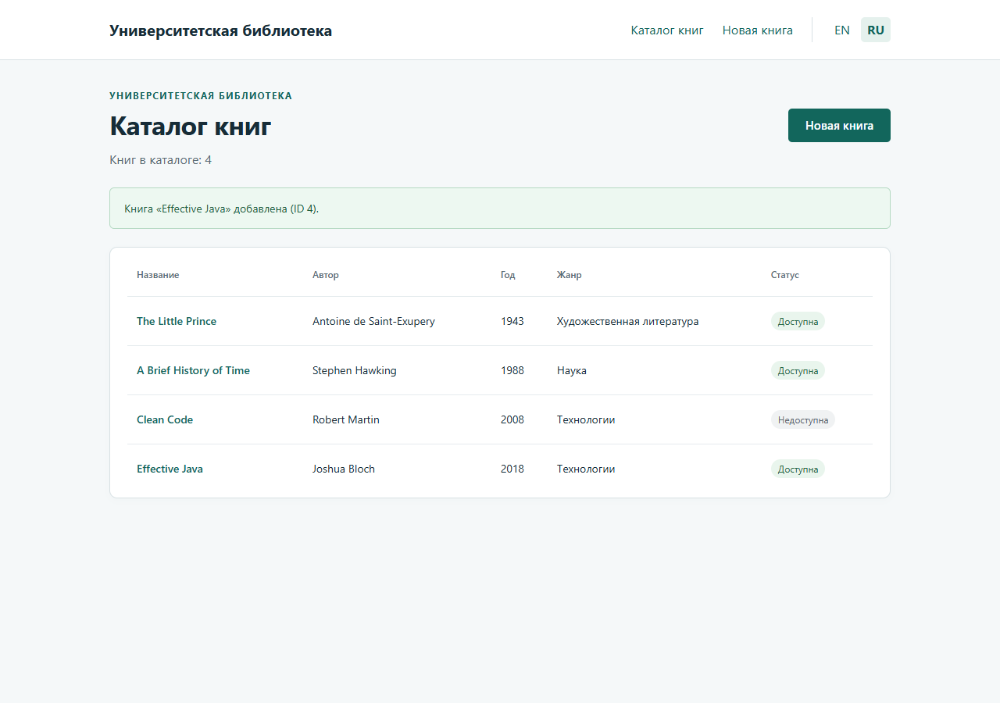 Университетская библиотека
Каталог книг Новая книга EN RU
УНИВЕРСИТЕТСКАЯ БИБЛИОТЕКА
Каталог книг
Новая книга
Книг в каталоге: 4
Книга «Effective Java» добавлена (ID 4).
Название Автор Год Жанр Статус
The Little Prince Antoine de Saint-Exupery 1943 Художественная литература Доступна
A Brief History of Time Stephen Hawking 1988 Наука Доступна
Clean Code Robert Martin 2008 Технологии Недоступна
Effective Java Joshua Bloch 2018 Технологии Доступна